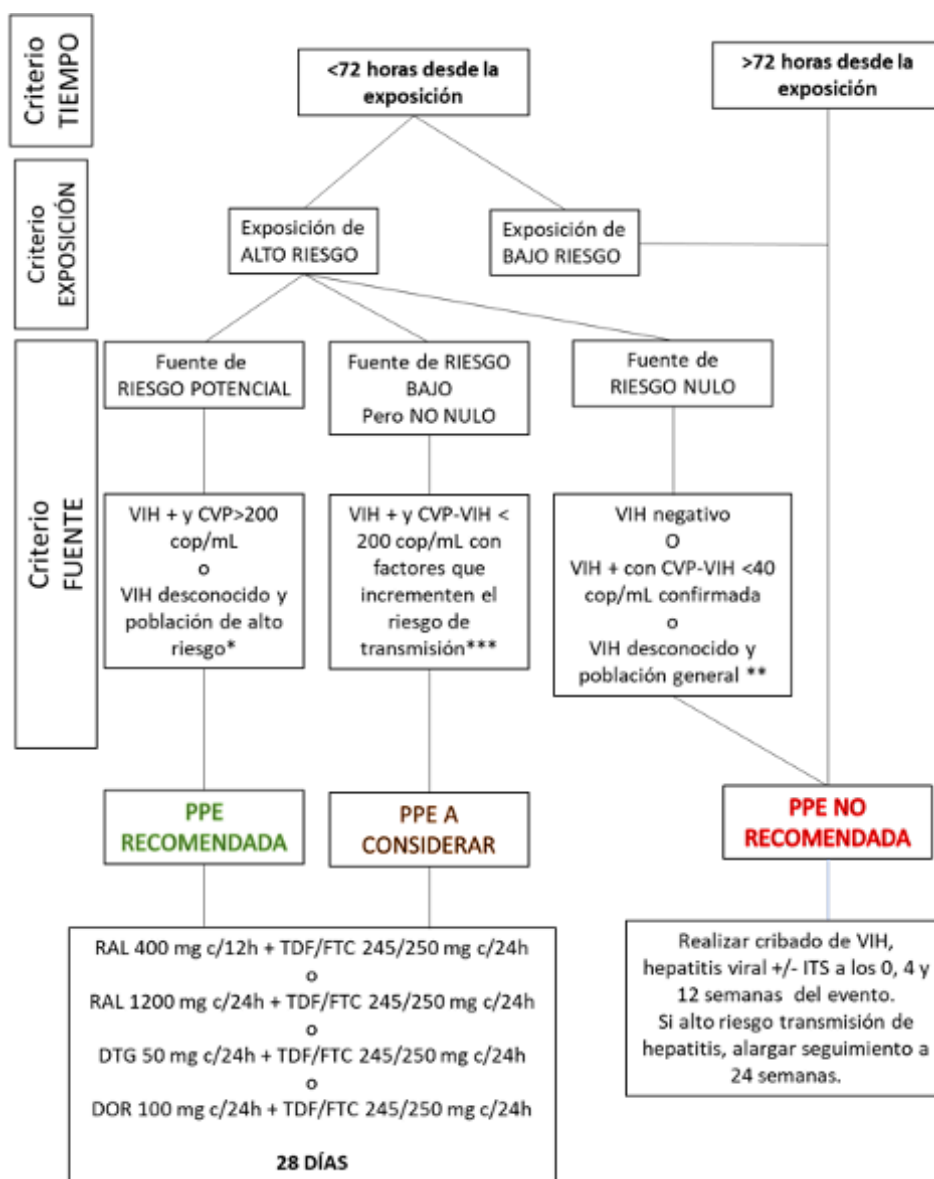 Criterio
TIEMPO
<72 horas desde la
exposición
>72 horas desde la
exposición
Criterio
EXPOSICIÓN
Exposición de
ALTO RIESGO
Exposición de
BAJO RIESGO
Criterio
FUENTE
Fuente de
RIESGO POTENCIAL
Fuente de RIESGO
BAJO
Pero NO NULO
Fuente de
RIESGO NULO
VIH + y CVP>200
cop/mL
o
VIH desconocido y
población de alto
riesgo*
VIH + y CVP-VIH <
200 cop/mL con
factores que
incrementen el
riesgo de
transmisión***
VIH negativo
O
VIH + con CVP-VIH <40
cop/mL confirmada
o
VIH desconocido y
población general **
PPE
RECOMENDADA
PPE A
CONSIDERAR
PPE NO
RECOMENDADA
RAL 400 mg c/12h + TDF/FTC 245/250 mg c/24h
o
RAL 1200 mg c/24h + TDF/FTC 245/250 mg c/24h
o
DTG 50 mg c/24h + TDF/FTC 245/250 mg c/24h
o
DOR 100 mg c/24h + TDF/FTC 245/250 mg c/24h
28 DÍAS
Realizar cribado de VIH,
hepatitis viral +/- ITS a los 0, 4 y
12 semanas del evento.
Si alto riesgo transmisión de
hepatitis, alargar seguimiento a
24 semanas.